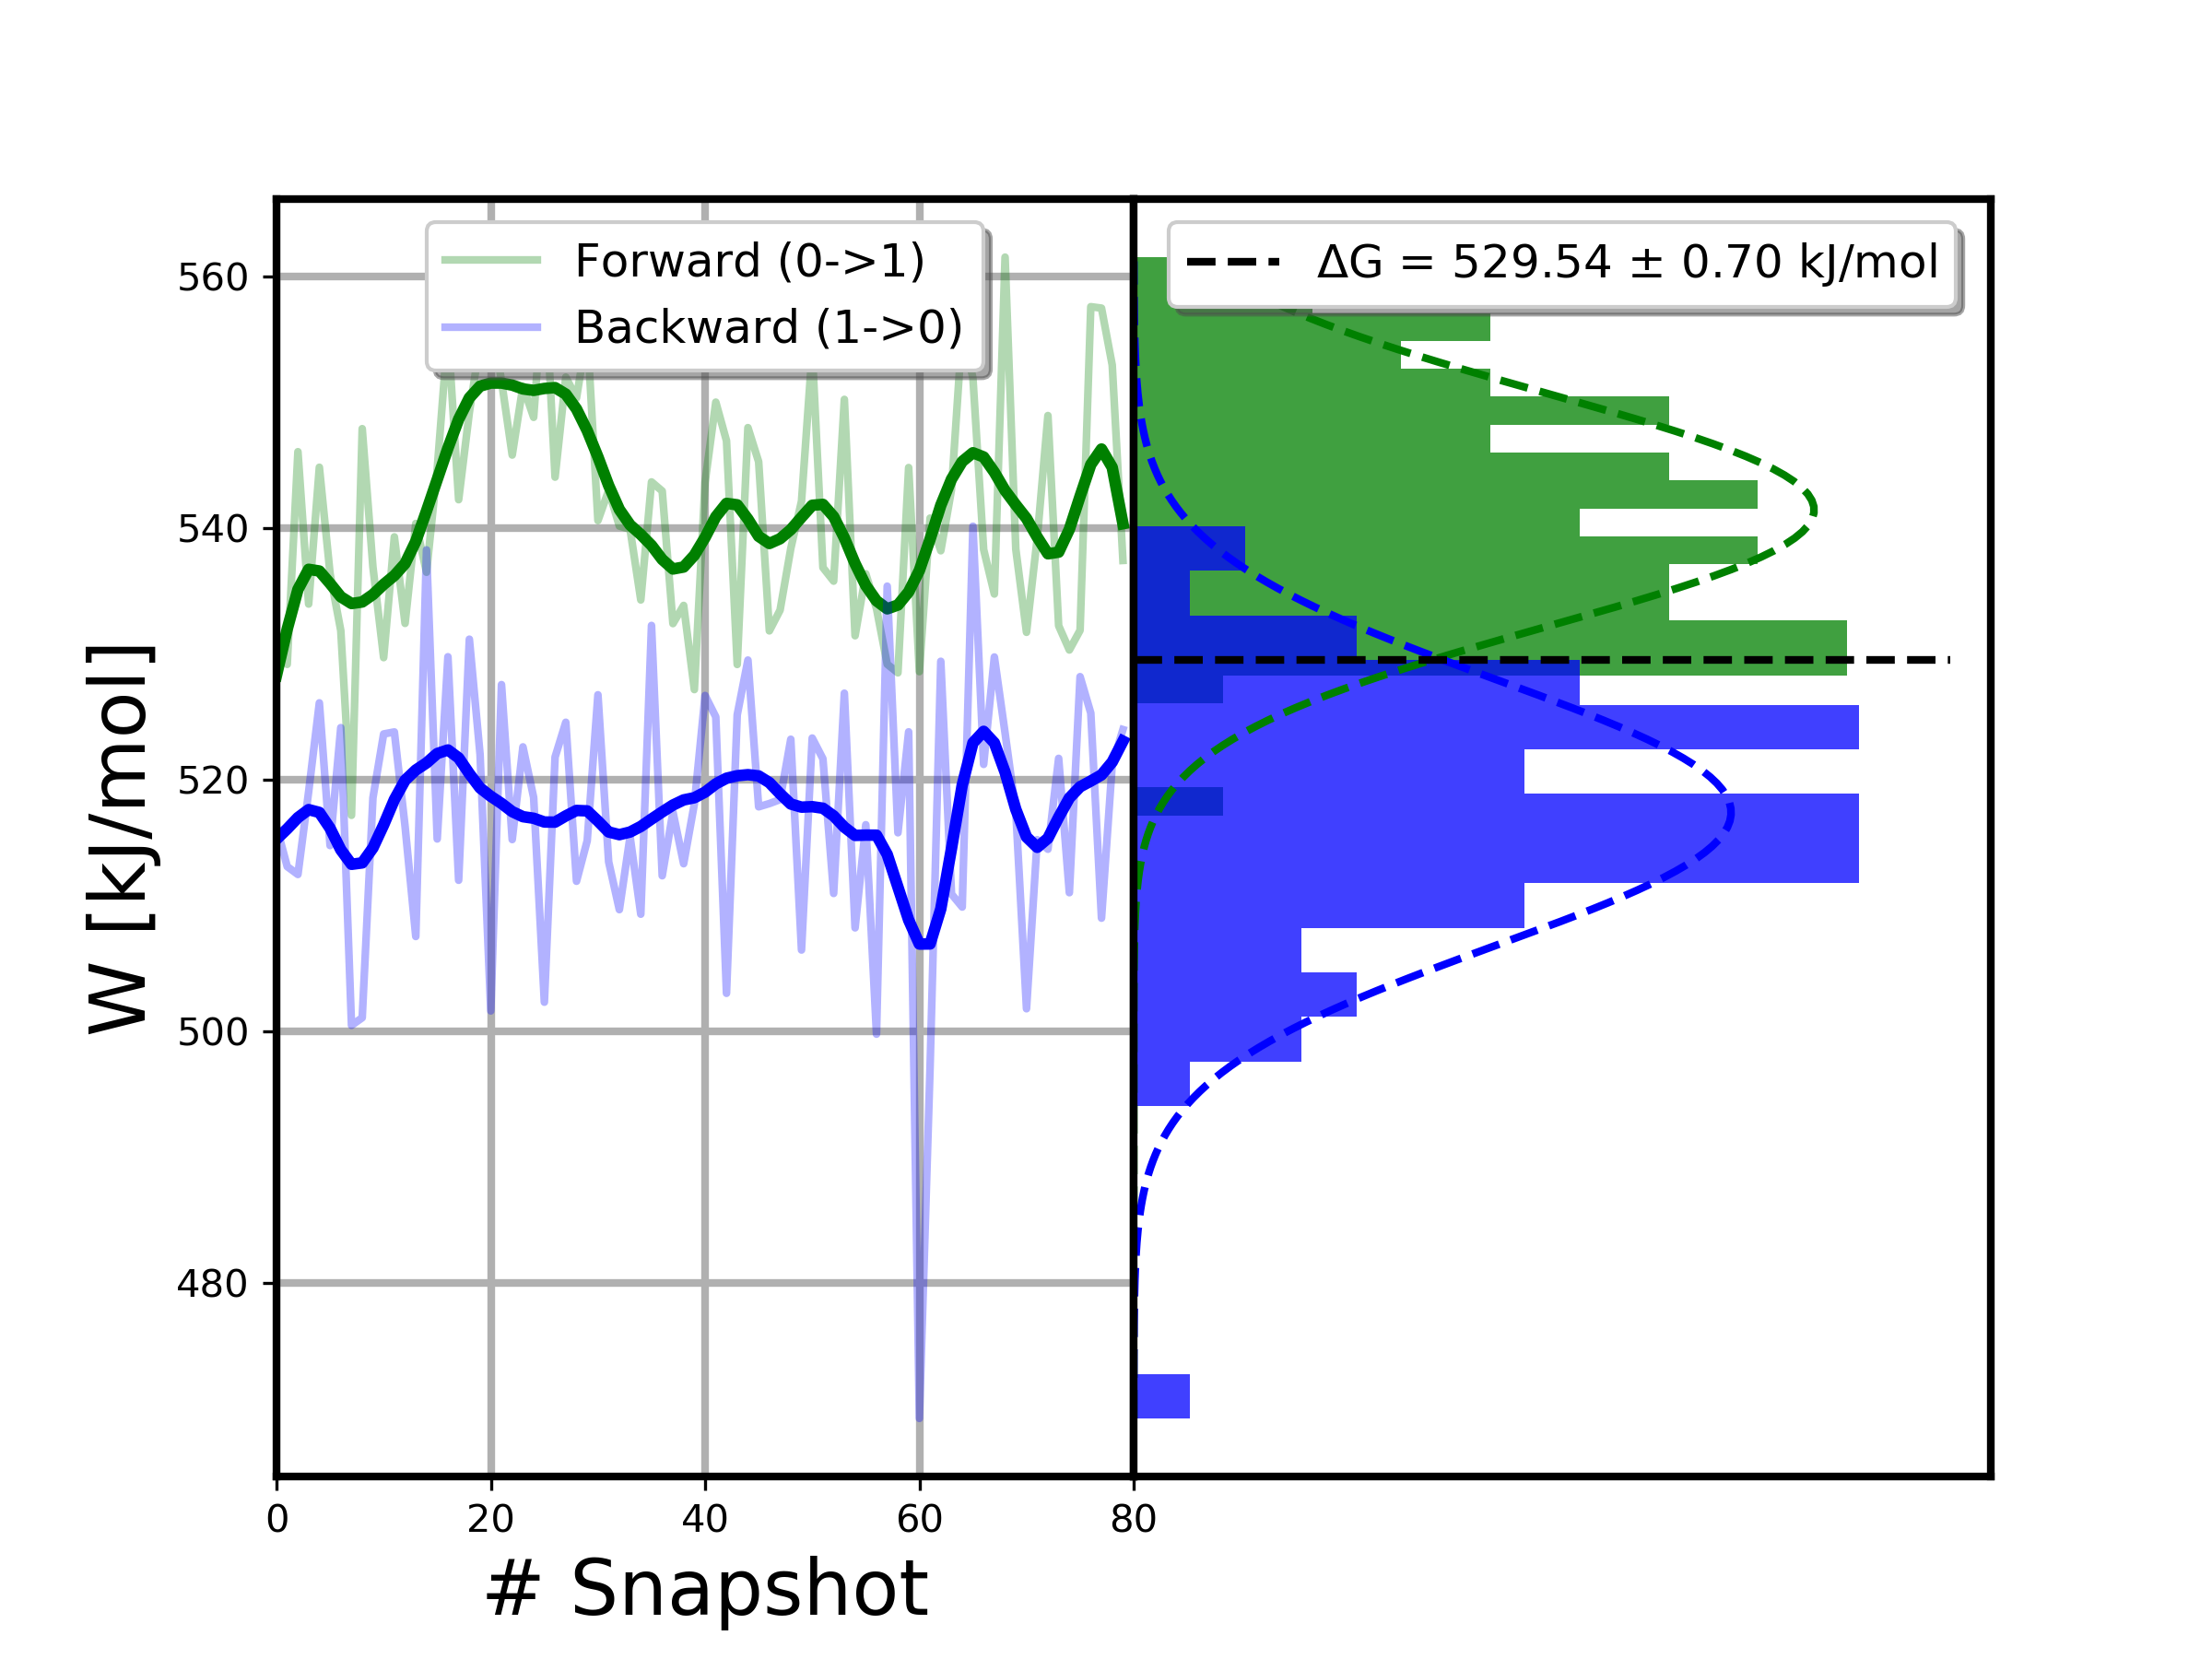 Forward (0->1)
Backward (1->0)
ΔG = 529.54 ± 0.70 kJ/mol
W [kJ/mol]
560
540
520
500
480
0
20
40
60
80
# Snapshot